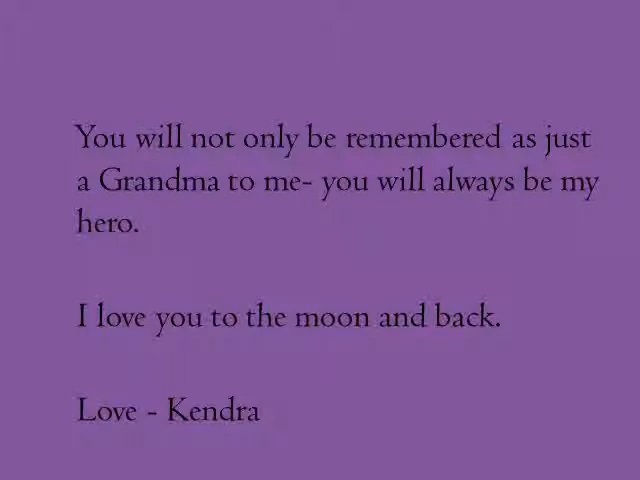 You will not only be remembered as just
a Grandma to me- you will always be my
hero.
I love you to the moon and back.
Love - Kendra